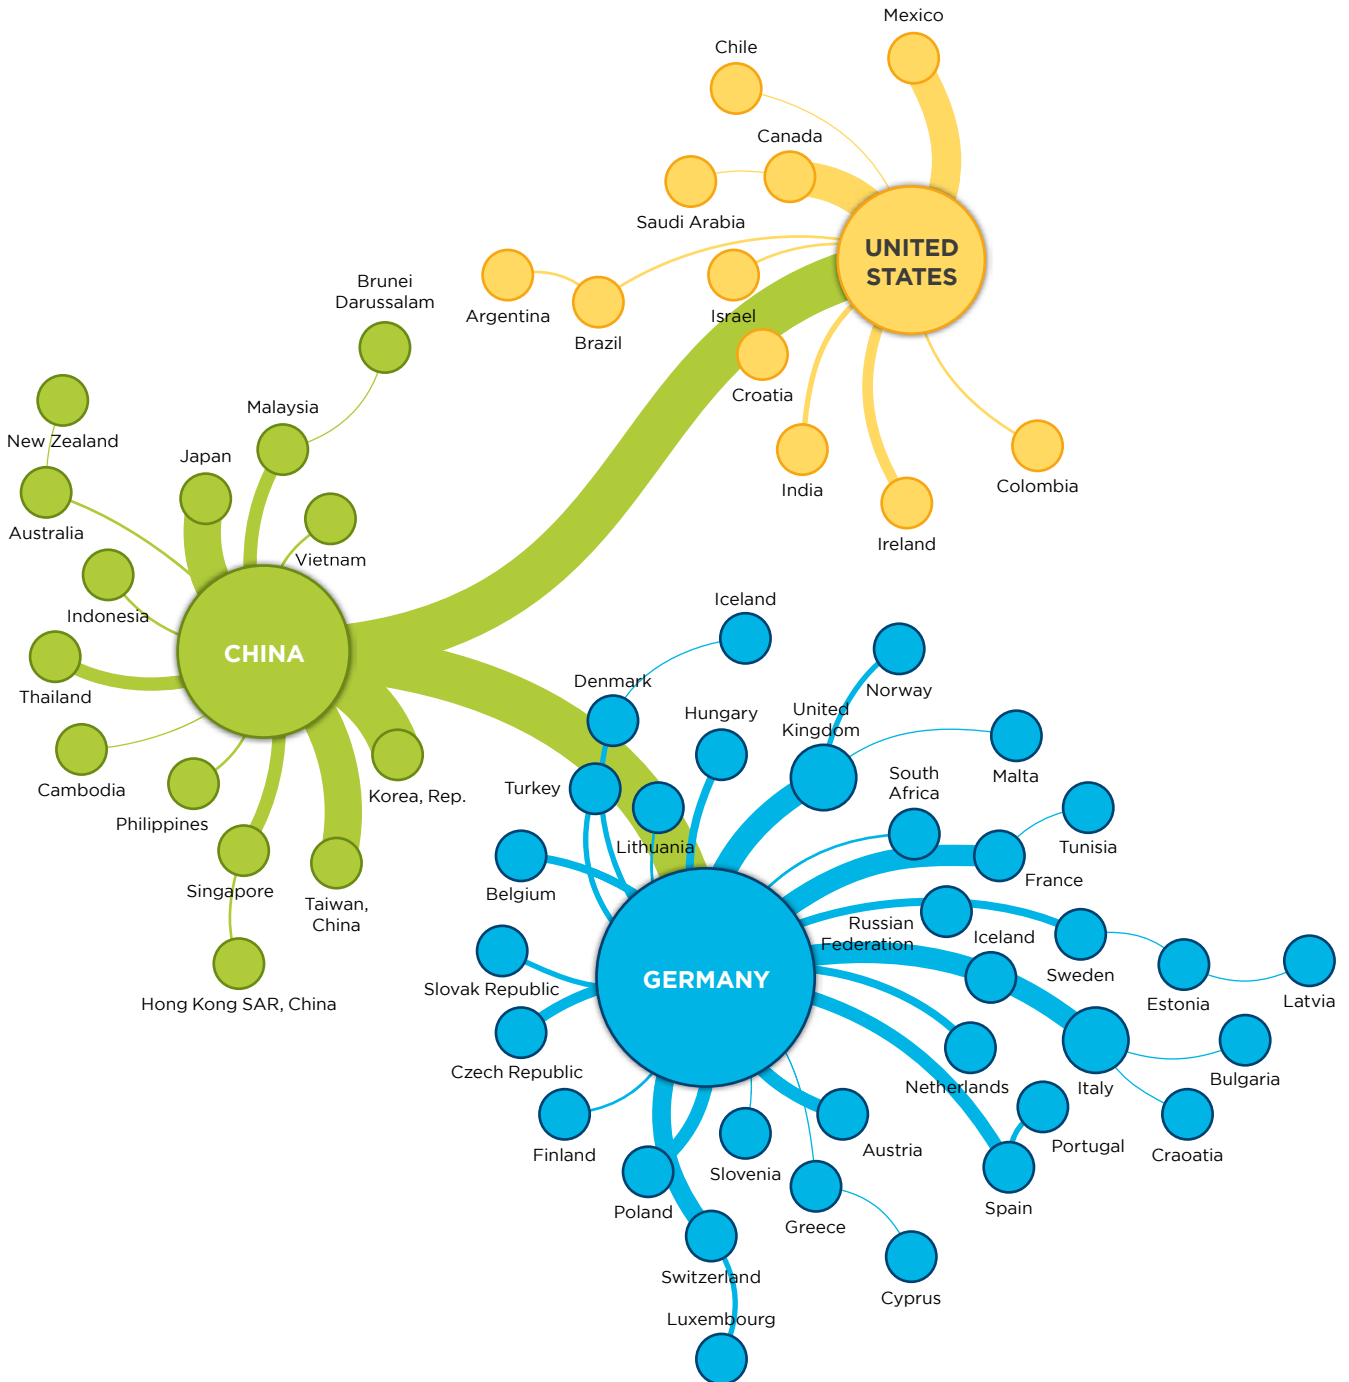 Mexico
Chile
Canada
Saudi Arabia
UNITED
STATES
Brunei
Darussalam
Argentina
Israel
Brazil
Croatia
Malaysia
New Zealand
Japan
India
Colombia
Australia
Vietnam
Ireland
Indonesia
Iceland
CHINA
Thailand
Denmark
Norway
Hungary
United
Kingdom
Malta
South
Africa
Cambodia
Korea, Rep.
Turkey
Philippines
Lithuania
Tunisia
Singapore
Belgium
France
Taiwan,
China
Russian
Federation
Iceland
GERMANY
Sweden
Slovak Republic
Estonia
Latvia
Hong Kong SAR, China
Czech Republic
Netherlands
Italy
Bulgaria
Finland
Austria
Portugal
Craoatia
Slovenia
Poland
Greece
Spain
Switzerland
Cyprus
Luxembourg